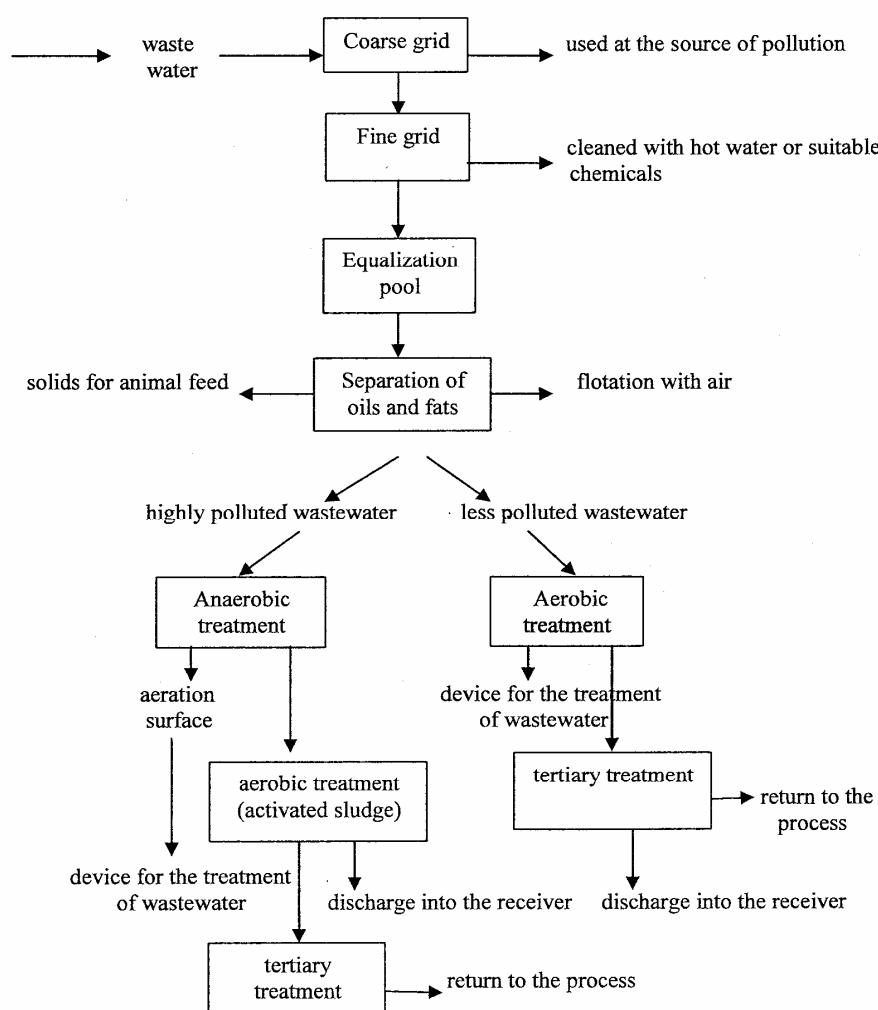 waste
water
Coarse grid
used at the source of pollution
Fine grid
cleaned with hot water or suitable
chemicals
Equalization
pool
solids for animal feed
Separation of
oils and fats
flotation with air
highly polluted wastewater
less polluted wastewater
Anaerobic
treatment
Aerobic
treatment
aeration
surface
device for the treatment
of wastewater
aerobic treatment
(activated sludge)
tertiary treatment
return to the
process
device for the treatment
of wastewater
discharge into the receiver
discharge into the receiver
tertiary
treatment
return to the process